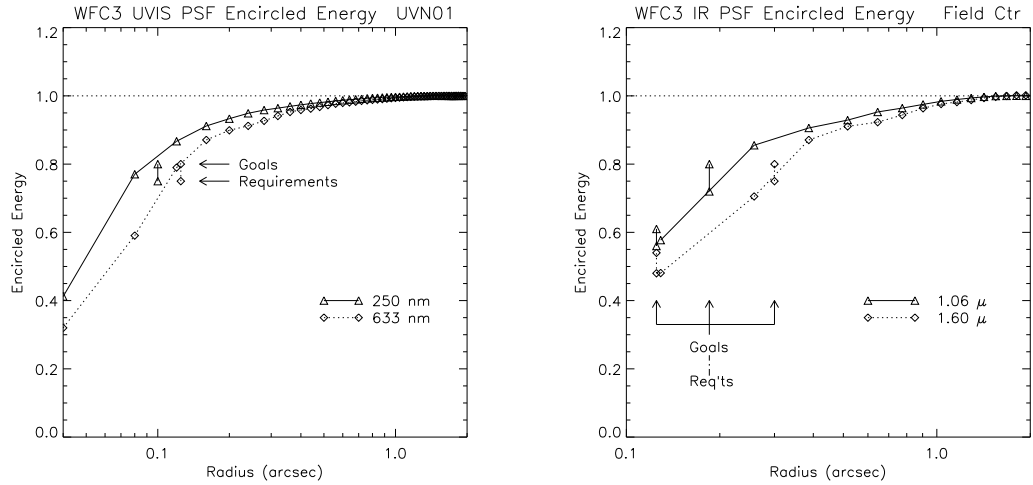 WFC3 UVIS PSF Encircled Energy UVN01
1.2
1.0
0.8
0.6
0.4
0.2
0.0
Encircled Energy
Goals
Requirements
250 nm
633 nm
0.1
1.0
Radius (arcsec)
WFC3 IR PSF Encircled Energy Field Ctr
1.2
1.0
0.8
0.6
0.4
0.2
0.0
Encircled Energy
1.06 μ
1.60 μ
Goals
Req'ts
0.1
1.0
Radius (arcsec)